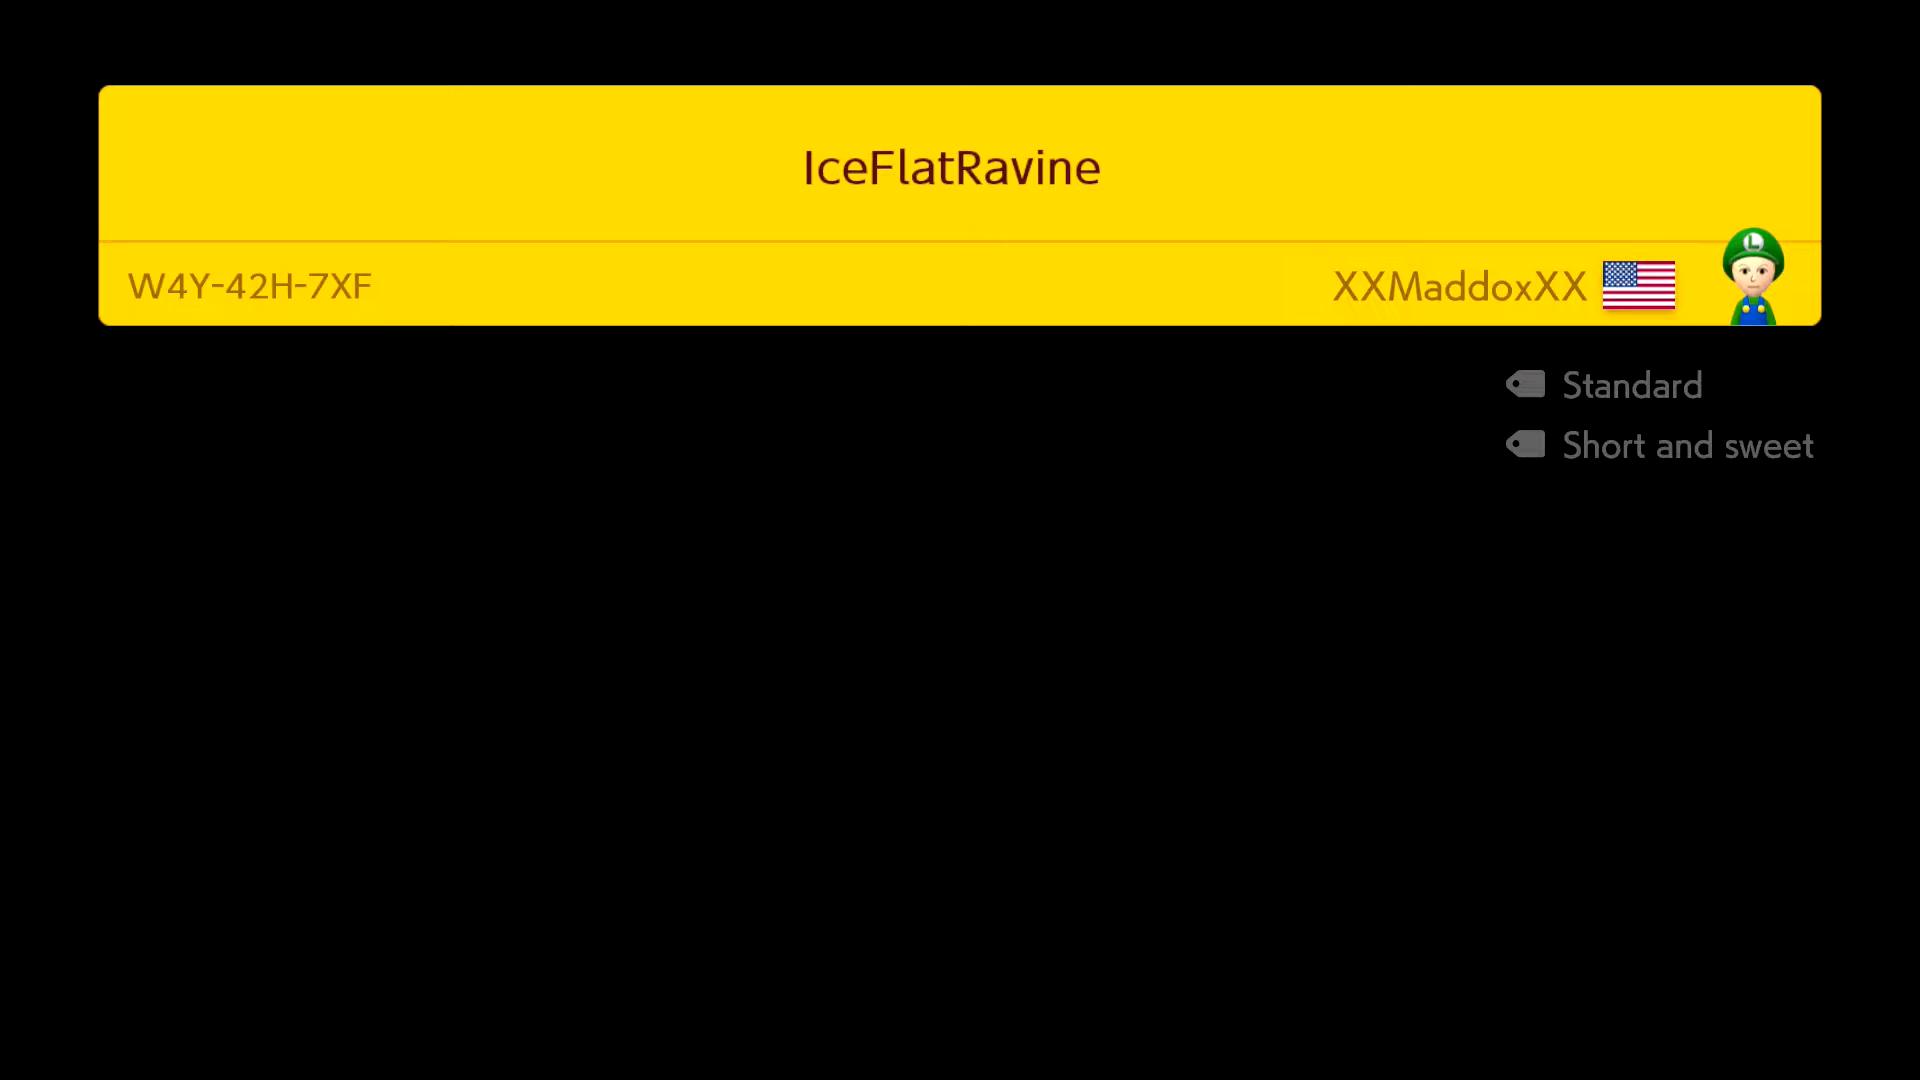 IceFlatRavine
W4Y-42H-7XF
XXMaddoxXX
L
Standard
Short and sweet